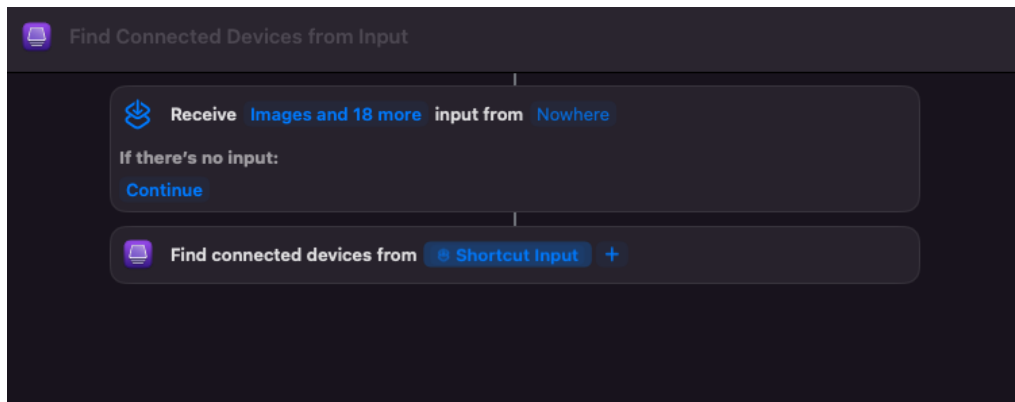 Find Connected Devices from Input
Receive Images and 18 more input from Nowhere
If there's no input:
Continue
Find connected devices from Shortcut Input +